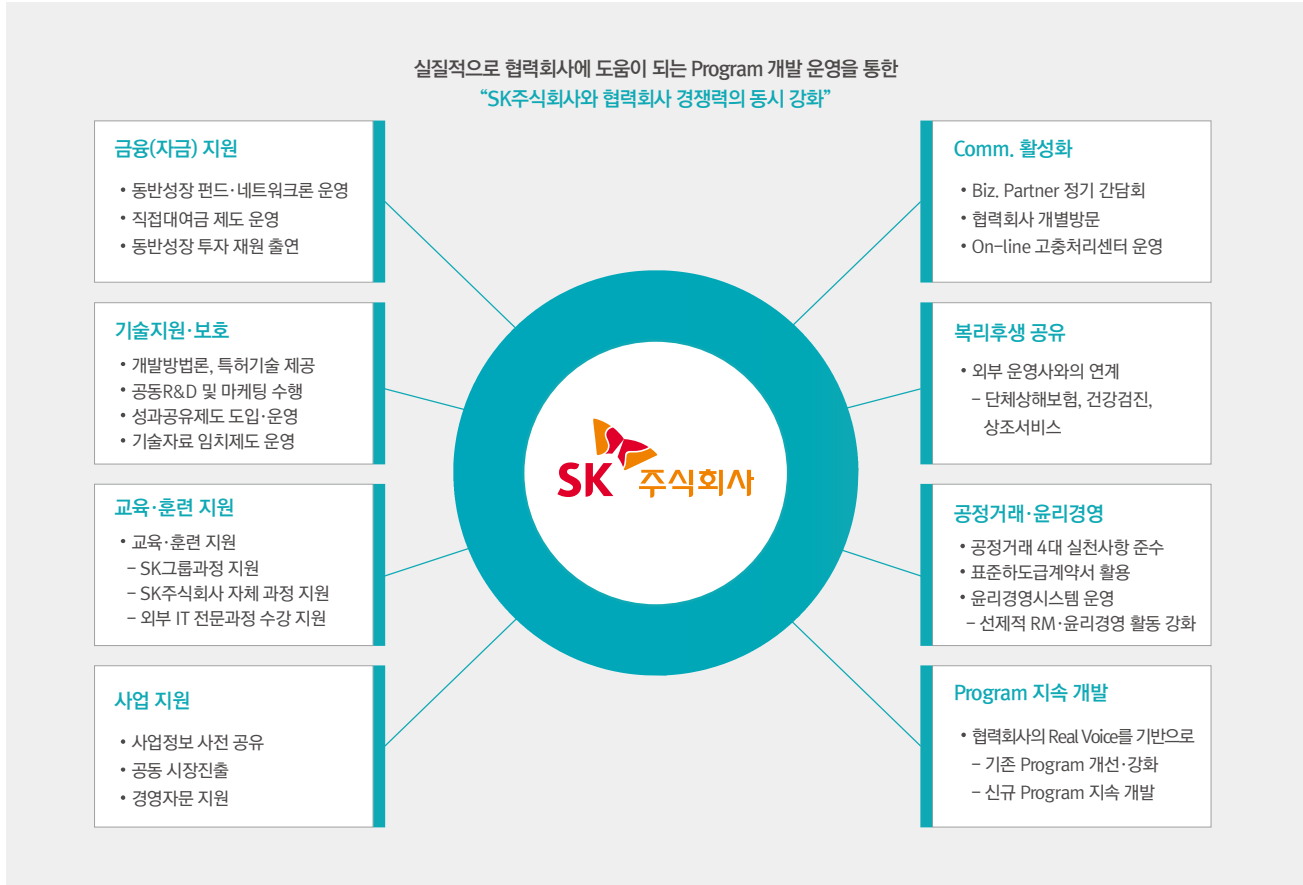 실질적으로 협력회사에 도움이 되는 Program 개발 운영을 통한
“SK주식회사와 협력회사 경쟁력의 동시 강화”
금융(자금) 지원
• 동반성장 펀드·네트워크론 운영
• 직접대여금 제도 운영
• 동반성장 투자 재원 출연
기술지원·보호
• 개발방법론, 특허기술 제공
• 공동R&D 및 마케팅 수행
• 성과공유제도 도입·운영
• 기술자료 임치제도 운영
교육·훈련 지원
• 교육·훈련 지원
– SK그룹과정 지원
– SK주식회사 자체 과정 지원
– 외부 IT 전문과정 수강 지원
사업 지원
• 사업정보 사전 공유
• 공동 시장진출
• 경영자문 지원
SK 주식회사
Comm. 활성화
• Biz. Partner 정기 간담회
• 협력회사 개별방문
• On-line 고충처리센터 운영
복리후생 공유
• 외부 운영사와의 연계
– 단체상해보험, 건강검진,
상조서비스
공정거래·윤리경영
• 공정거래 4대 실천사항 준수
• 표준하도급계약서 활용
• 윤리경영시스템 운영
– 선제적 RM·윤리경영 활동 강화
Program 지속 개발
• 협력회사의 Real Voice를 기반으로
– 기존 Program 개선·강화
– 신규 Program 지속 개발